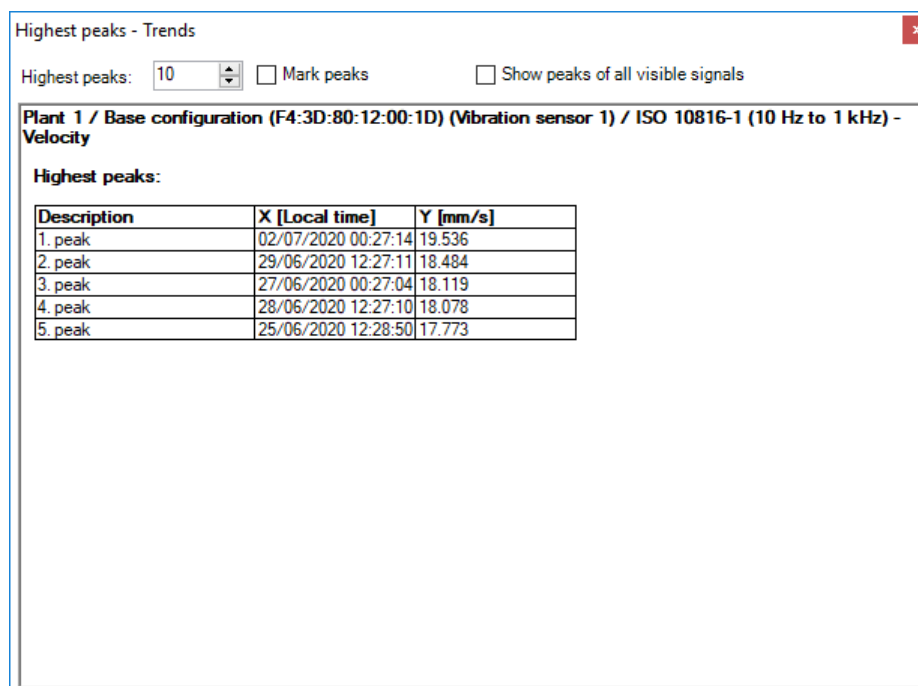 Highest peaks - Trends
Highest peaks: 10 Mark peaks Show peaks of all visible signals
Plant 1 / Base configuration (F4:3D:80:12:00:1D) (Vibration sensor 1) / ISO 10816-1 (10 Hz to 1 kHz) -
Velocity
Highest peaks:
Description X [Local time] Y [mm/s]
1. peak 02/07/2020 00:27:14 19.536
2. peak 29/06/2020 12:27:11 18.484
3. peak 27/06/2020 00:27:04 18.119
4. peak 28/06/2020 12:27:10 18.078
5. peak 25/06/2020 12:28:50 17.773